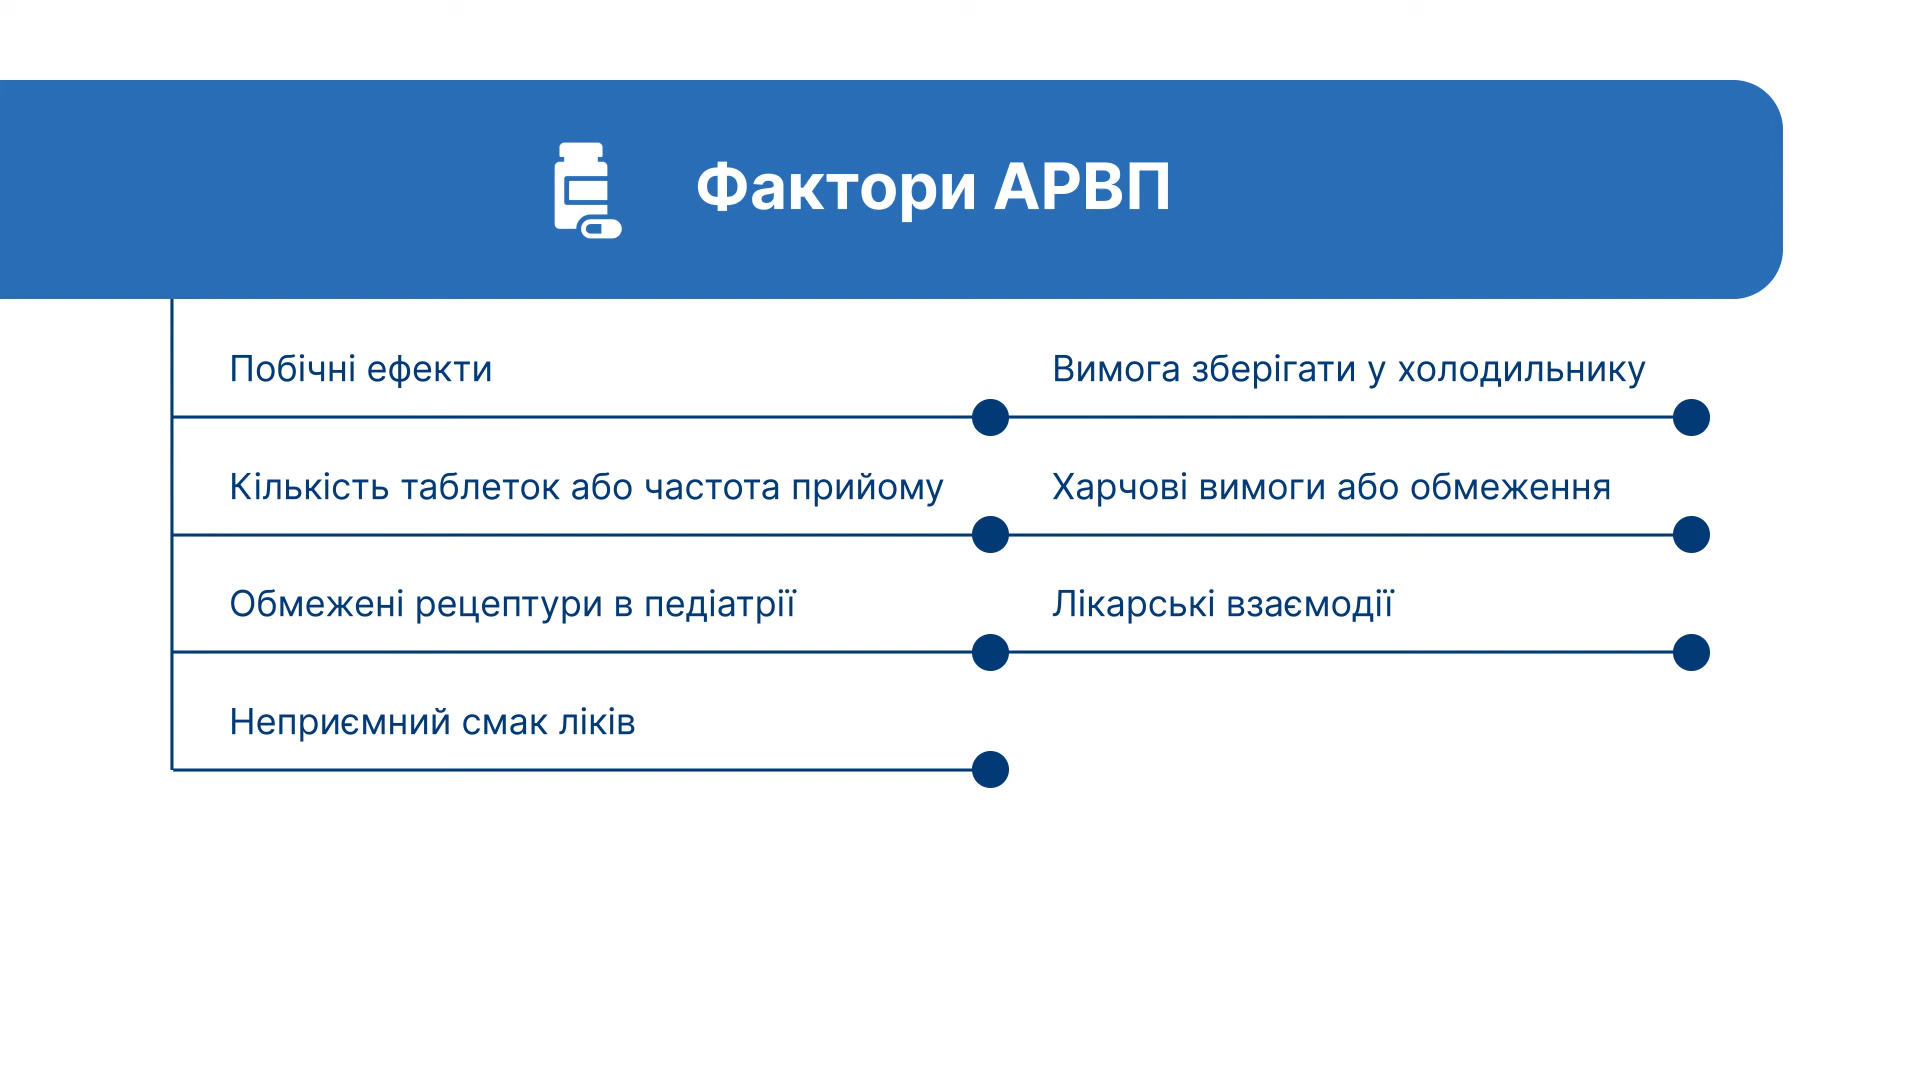 Фактори АРВП
Побічні ефекти
Кількість таблеток або частота прийому
Обмежені рецептури в педіатрії
Неприємний смак ліків
Вимога зберігати у холодильнику
Харчові вимоги або обмеження
Лікарські взаємодії